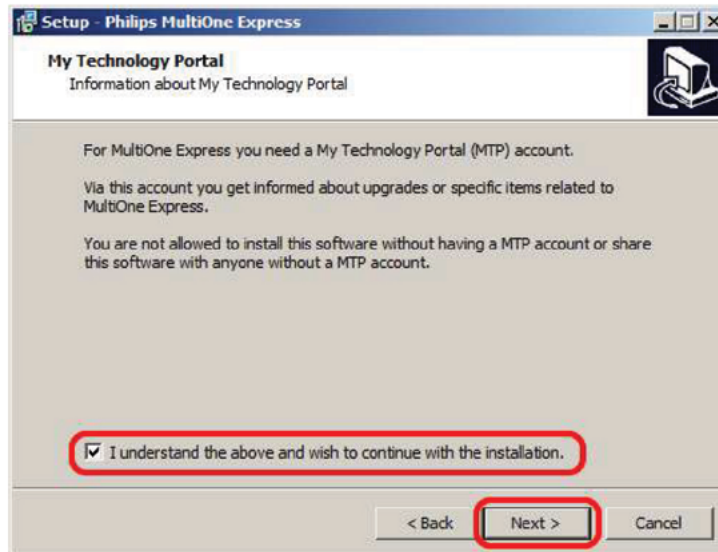 Setup - Philips MultiOne Express
My Technology Portal
Information about My Technology Portal
For MultiOne Express you need a My Technology Portal (MTP) account.
Via this account you get informed about upgrades or specific items related to
MultiOne Express.
You are not allowed to install this software without having a MTP account or share
this software with anyone without a MTP account.
I understand the above and wish to continue with the installation.
< Back Next > Cancel